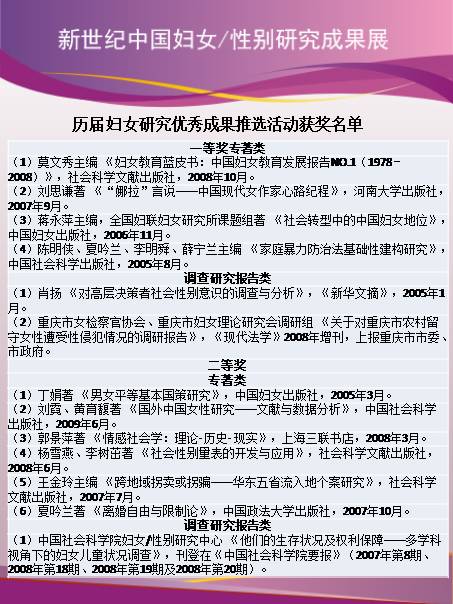 新世纪中国妇女/性别研究成果展
历届妇女研究优秀成果推选活动获奖名单
一等奖专著类
（1）莫文秀主编 《妇女教育蓝皮书：中国妇女教育发展报告NO.1（1978-
2008）》，社会科学文献出版社，2008年10月。
（2）刘思谦著 《“娜拉”言说——中国现代女作家心路纪程》，河南大学出版社，
2007年9月。
（3）蒋永萍主编，全国妇联妇女研究所课题组著 《社会转型中的中国妇女地位》，
中国妇女出版社，2006年11月。
（4）陈明侠、夏吟兰、李明舜、薛宁兰主编 《家庭暴力防治法基础性建构研究》，
中国社会科学出版社，2005年8月。
调查研究报告类
（1）肖扬 《对高层决策者社会性别意识的调查与分析》，《新华文摘》，2005年1
月。
（2）重庆市女检察官协会、重庆市妇女理论研究会调研组 《关于对重庆市农村留
守女性遭受性侵犯情况的调研报告》，《现代法学》2008年增刊，上报重庆市市委、
市政府。
二等奖
专著类
（1）丁娟著 《男女平等基本国策研究》，中国妇女出版社，2005年3月。
（2）刘霓、黄育馥著 《国外中国女性研究——文献与数据分析》，中国社会科学
出版社，2009年6月。
（3）郭景萍著 《情感社会学：理论-历史-现实》，上海三联书店，2008年3月。
（4）杨雪燕、李树茁著 《社会性别量表的开发与应用》，社会科学文献出版社，
2008年6月。
（5）王金玲主编 《跨地域拐卖或拐骗——华东五省流入地个案研究》，社会科学
文献出版社，2007年7月。
（6）夏吟兰著 《离婚自由与限制论》，中国政法大学出版社，2007年10月。
调查研究报告类
（1）中国社会科学院妇女/性别研究中心 《他们的生存状况及权利保障——多学科
视角下的妇女儿童状况调查》，刊登在《中国社会科学院要报》（2007年第8期、
2008年第18期、2008年第19期及2008年第20期）。